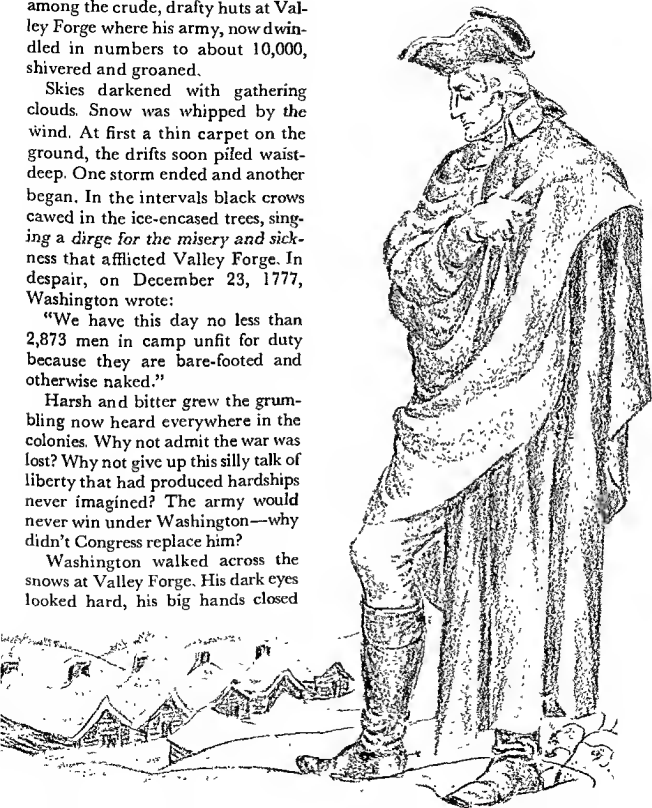 among the crude, drafty huts at Val-
ley Forge where his army, now dwin-
dled in numbers to about 10,000,
shivered and groaned.
Skies darkened with gathering
clouds. Snow was whipped by the
wind. At first a thin carpet on the
ground, the drifts soon piled waist-
deep. One storm ended and another
began. In the intervals black crows
cawed in the ice-encased trees, sing-
ing a dirge for the misery and sick-
ness that afflicted Valley Forge. In
despair, on December 23, 1777,
Washington wrote:
"We have this day no less than
2,873 men in camp unfit for duty
because they are bare-footed and
otherwise naked."
Harsh and bitter grew the grum-
bling now heard everywhere in the
colonies. Why not admit the war was
lost? Why not give up this silly talk of
liberty that had produced hardships
never imagined? The army would
never win under Washington—why
didn't Congress replace him?
Washington walked across the
snows at Valley Forge. His dark eyes
looked hard, his big hands closed